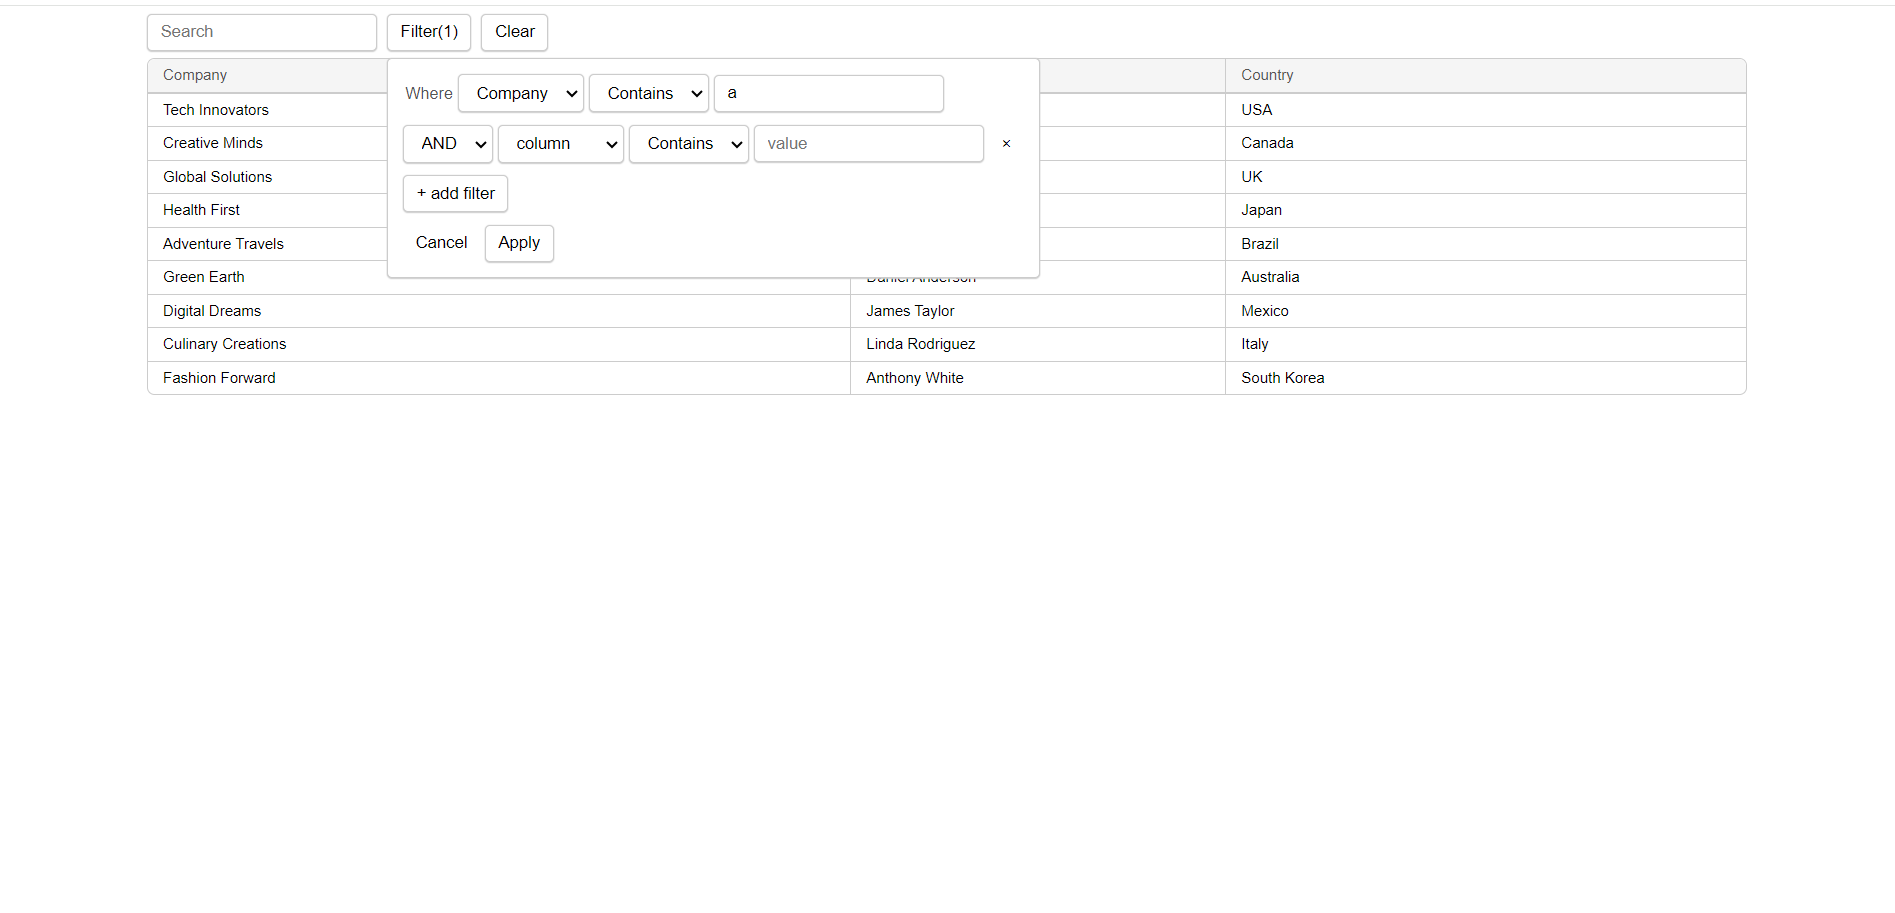 Search Filter(1) Clear
Company Country
Where Company Contains a
AND column Contains value ×
+ add filter
Cancel Apply
Tech Innovators USA
Creative Minds Canada
Global Solutions UK
Health First Japan
Adventure Travels Brazil
Green Earth Daniel Anderson Australia
Digital Dreams James Taylor Mexico
Culinary Creations Linda Rodriguez Italy
Fashion Forward Anthony White South Korea